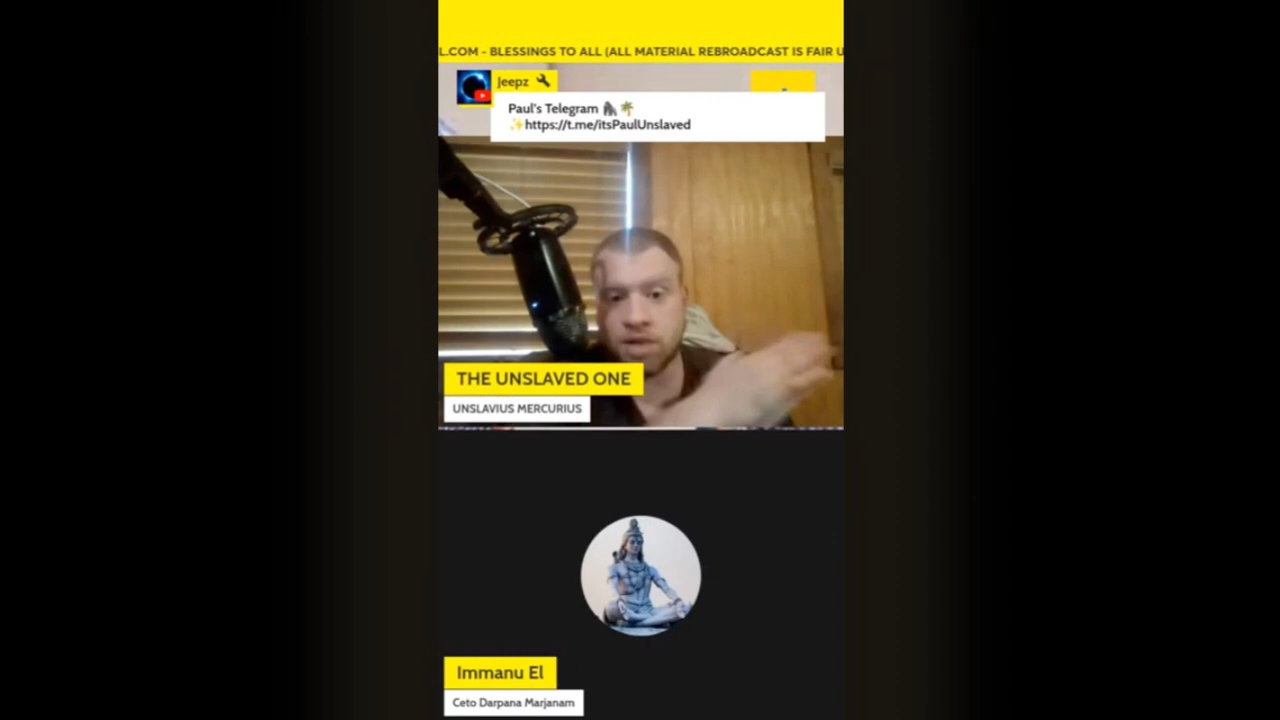 L.COM - BLESSINGS TO ALL (ALL MATERIAL REBROADCAST IS FAIR U
Jeepz
Paul's Telegram 🦍🌴
✨https://t.me/itsPaulUnslaved
THE UNSLAVED ONE
UNSLAVIUS MERCURIUS
Immanu El
Ceto Darpana Marjanam